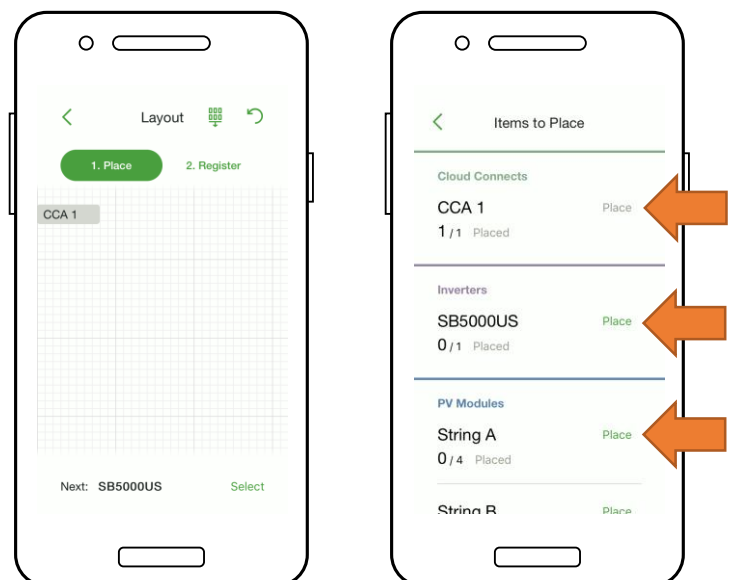 Layout
1. Place
2. Register
CCA 1
Next: SB5000US
Select
Items to Place
Cloud Connects
CCA 1
Place
1 / 1 Placed
Inverters
SB5000US
Place
0 / 1 Placed
PV Modules
String A
Place
0 / 4 Placed
String B
Place